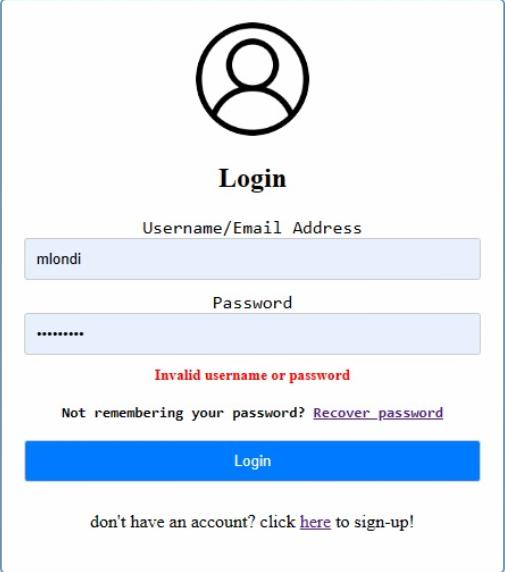 Login
Username/Email Address
mlondi
Password
•••••••••
Invalid username or password
Not remembering your password? Recover password
Login
don't have an account? click here to sign-up!